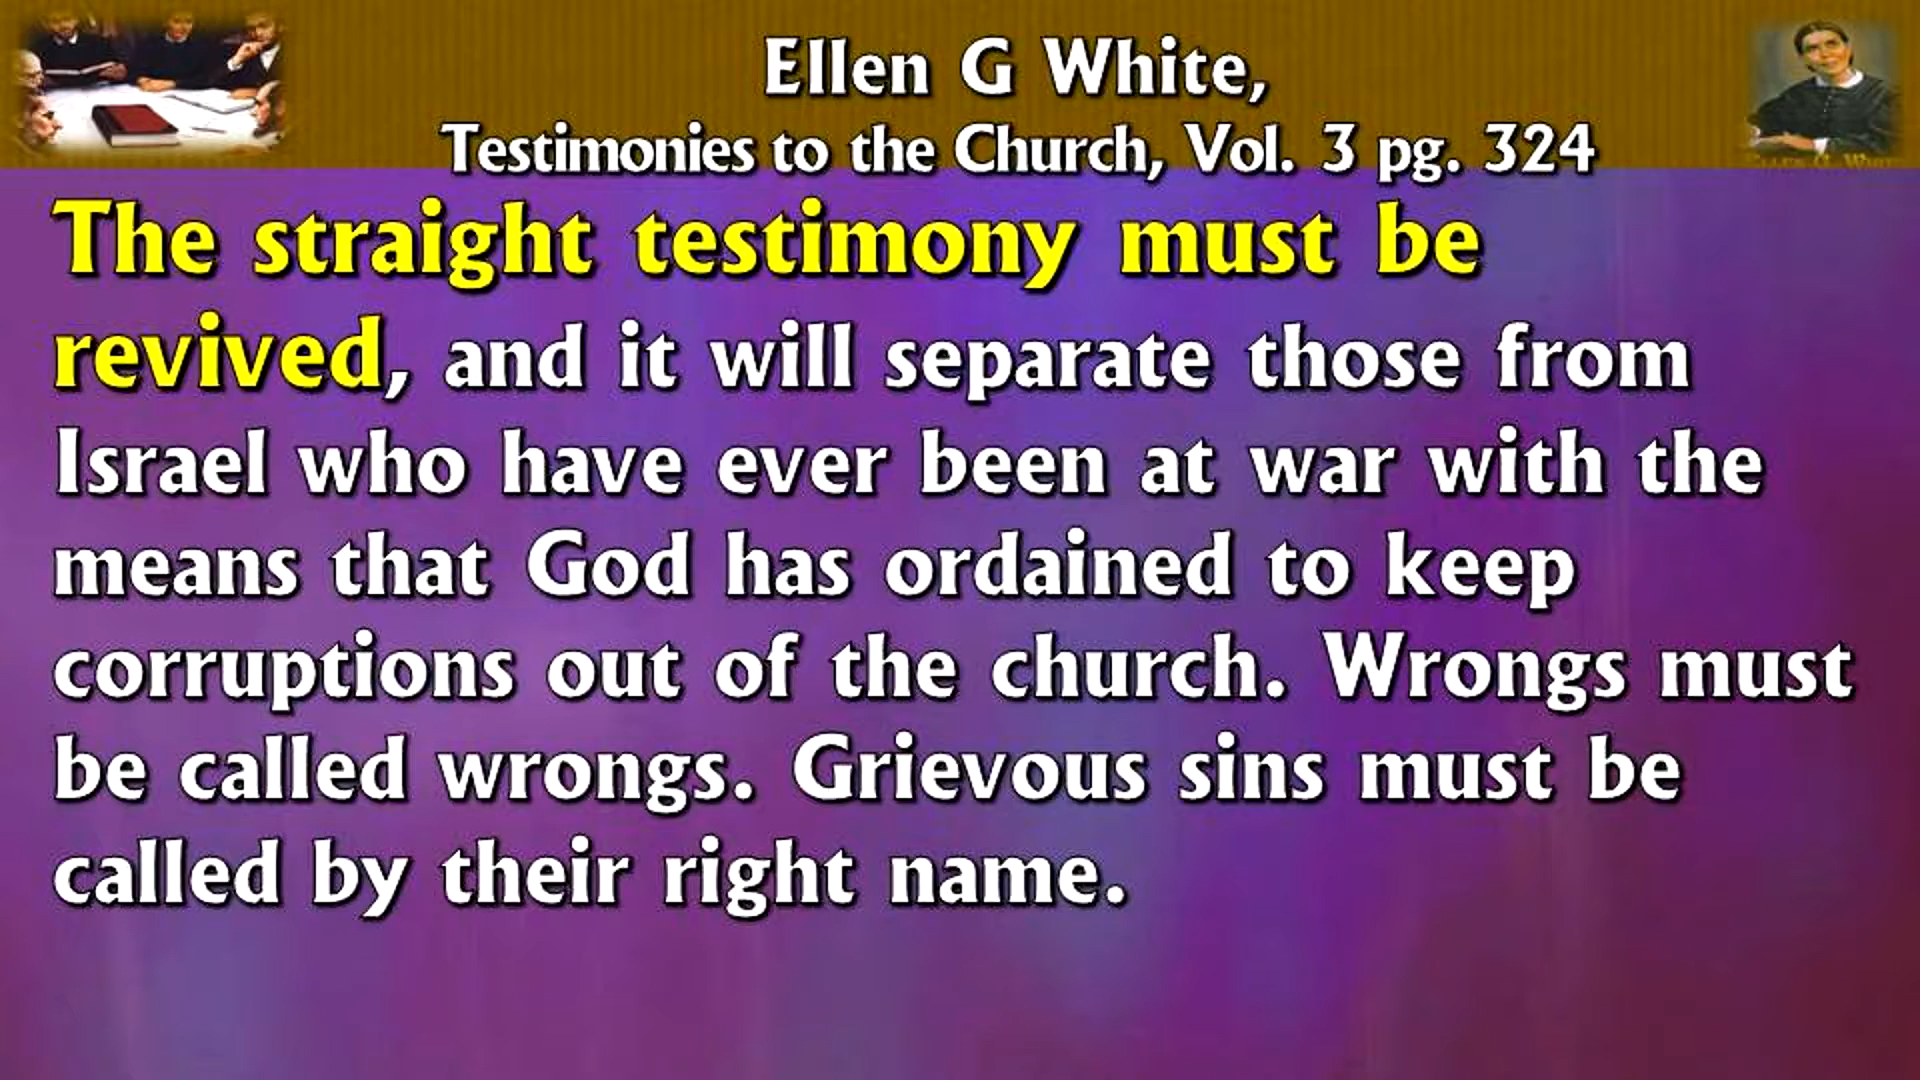 Ellen G White,
Testimonies to the Church, Vol. 3 pg. 324
The straight testimony must be
revived, and it will separate those from
Israel who have ever been at war with the
means that God has ordained to keep
corruptions out of the church. Wrongs must
be called wrongs. Grievous sins must be
called by their right name.
ELLEN G. WHITE